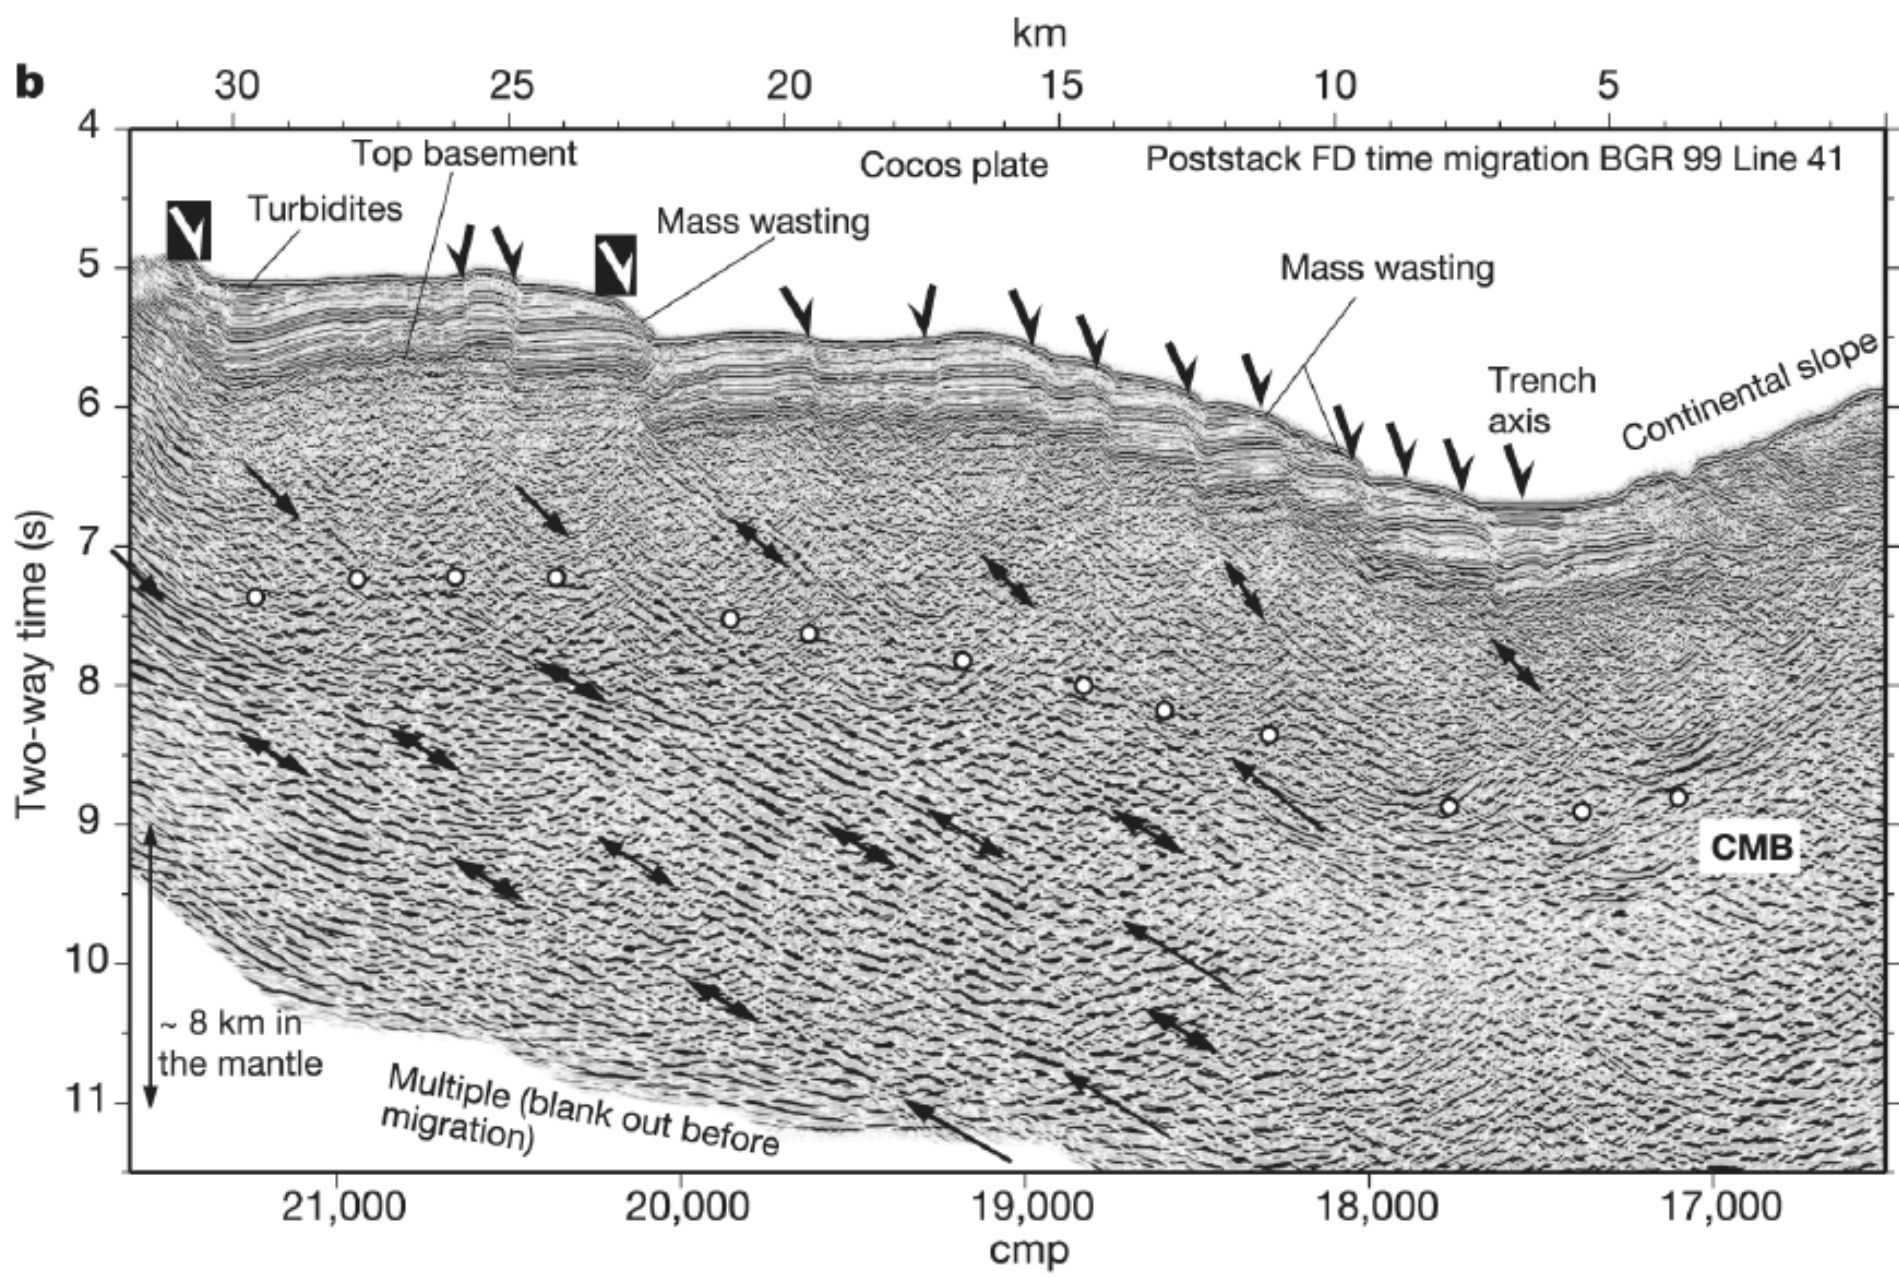 km
b
30 25 20 15 10 5
4
Top basement
Cocos plate
Poststack FD time migration BGR 99 Line 41
Turbidites
Mass wasting
5
Mass wasting
Continental slope
6
Trench
axis
7
Two-way time (s)
8
9
CMB
10
~ 8 km in
the mantle
11
Multiple (blank out before
migration)
21,000 20,000 19,000 18,000 17,000
cmp